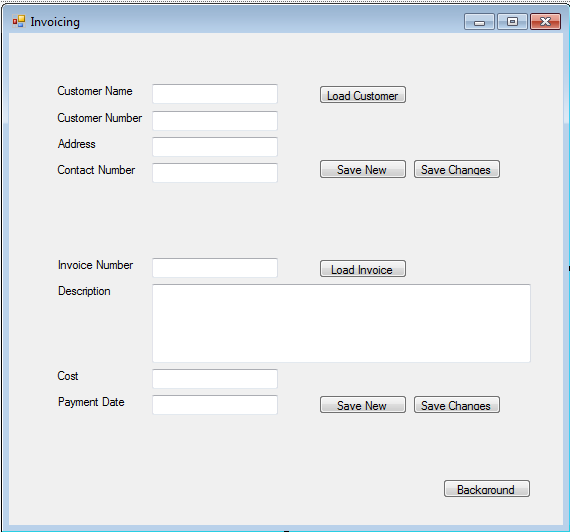 Invoicing
Customer Name
Load Customer
Customer Number
Address
Contact Number
Save New
Save Changes
Invoice Number
Load Invoice
Description
Cost
Payment Date
Save New
Save Changes
Background